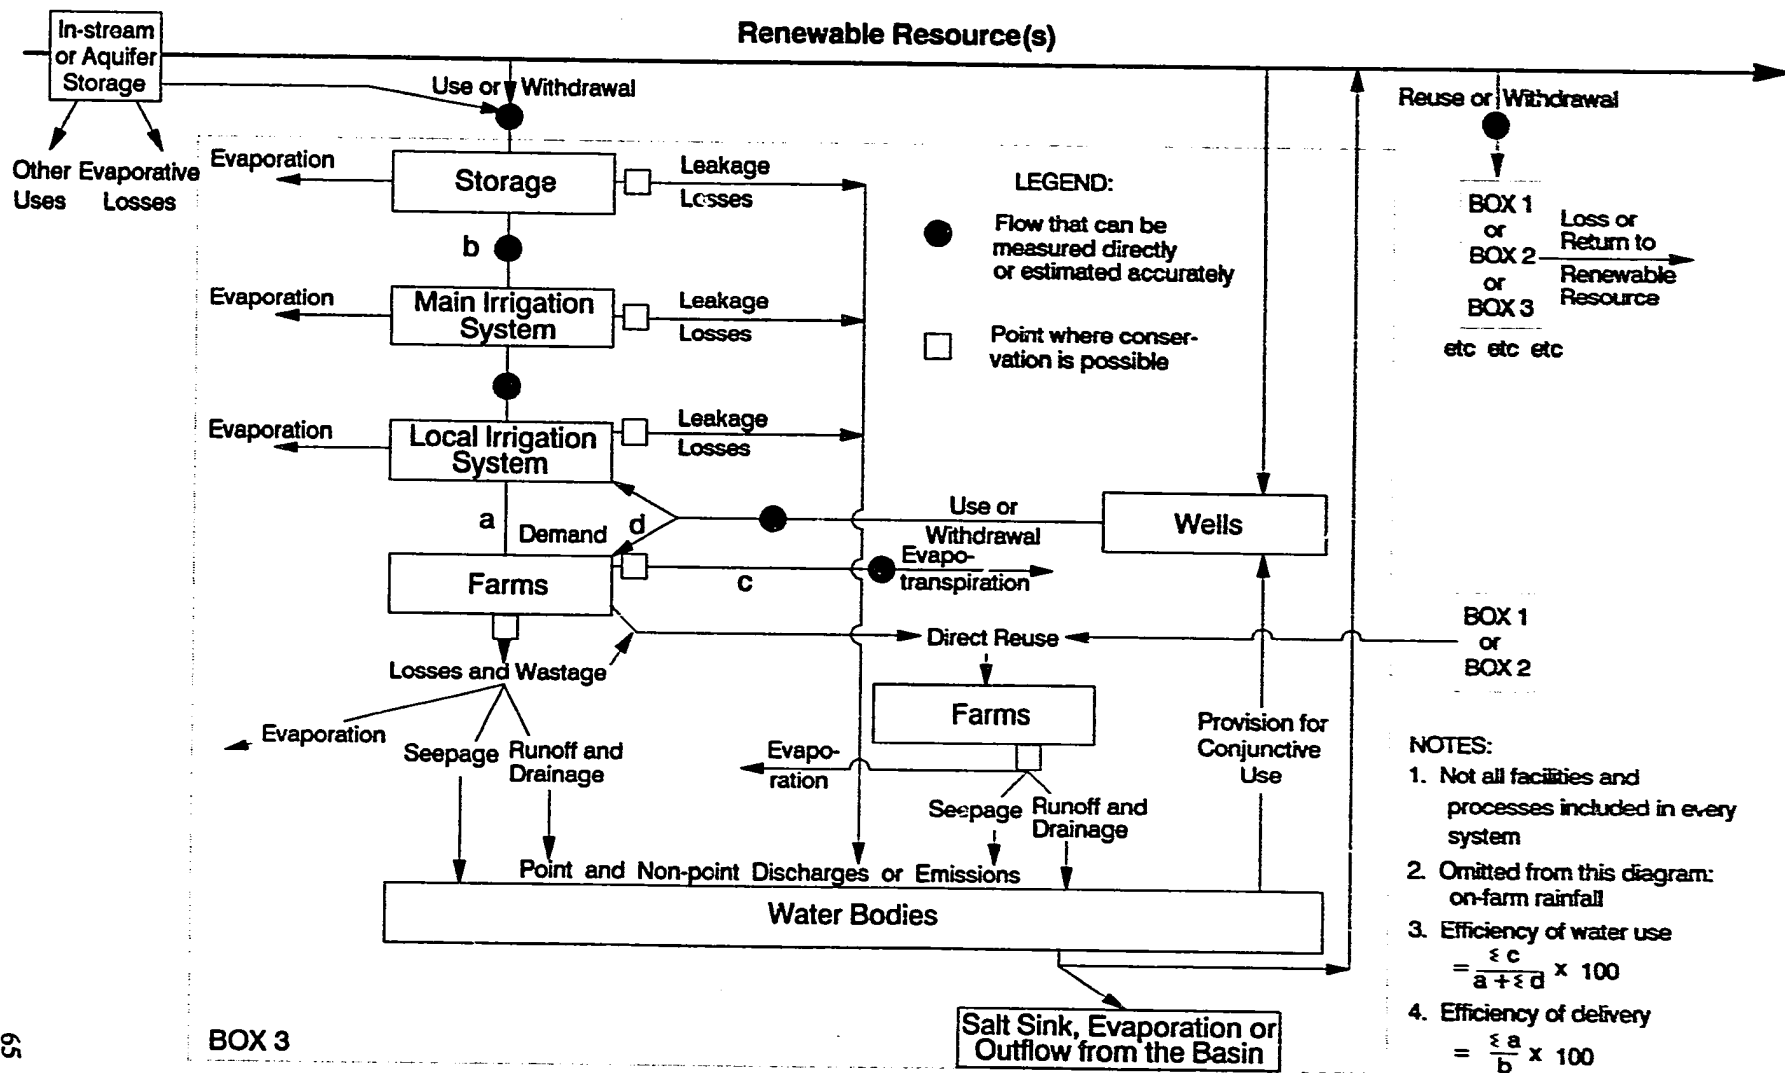 Renewable Resource(s)
In-stream
or Aquifer
Storage
Other
Uses
Evaporative
Losses
Use or Withdrawal
Reuse or Withdrawal
Evaporation
Storage
Leakage
Losses
b
Evaporation
Main Irrigation
System
Leakage
Losses
Evaporation
Local Irrigation
System
Leakage
Losses
LEGEND:
Flow that can be
measured directly
or estimated accurately
Point where conser-
vation is possible
BOX 1
or
BOX 2
or
BOX 3
etc etc etc
Loss or
Return to
Renewable
Resource
a
Demand
d
Use or
Withdrawal
Wells
Farms
c
Evapo-
transpiration
Direct Reuse
BOX 1
or
BOX 2
Losses and Wastage
Evaporation
Seepage
Runoff and
Drainage
Farms
Evapo-
ration
Seepage
Runoff and
Drainage
Provision for
Conjunctive
Use
Point and Non-point Discharges or Emissions
Water Bodies
Salt Sink, Evaporation or
Outflow from the Basin
BOX 3
NOTES:
1. Not all facilities and
processes included in every
system
2. Omitted from this diagram:
on-farm rainfall
3. Efficiency of water use
= Σ c / a + Σ d x 100
4. Efficiency of delivery
= Σ a / b x 100
65